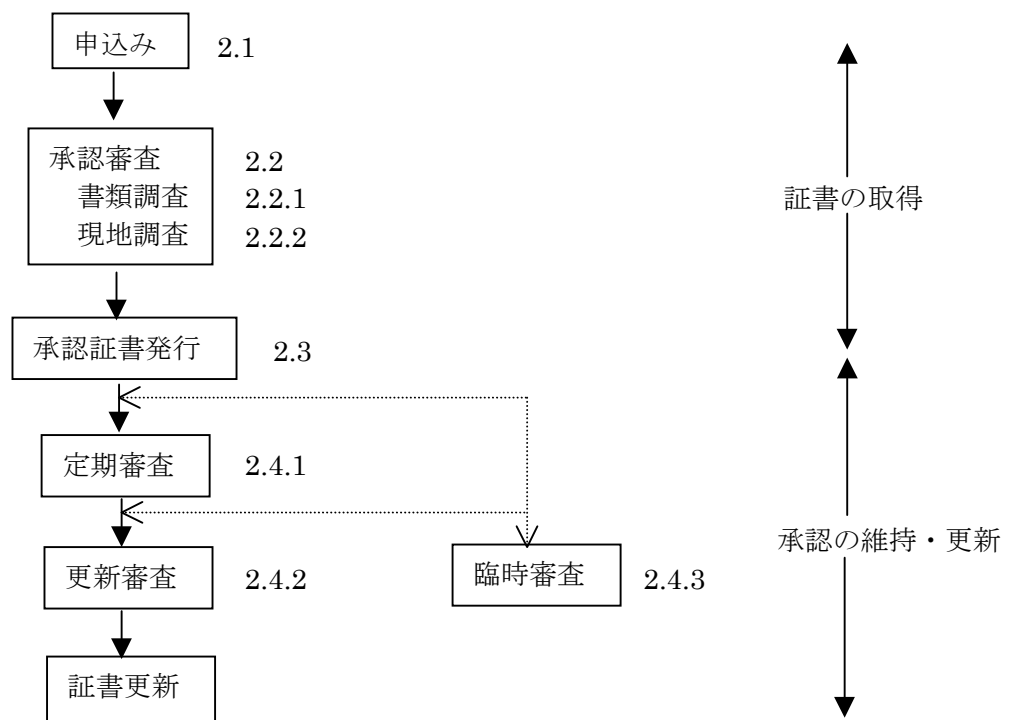 申込み 2.1
承認審査 2.2
書類調査 2.2.1
現地調査 2.2.2
証書の取得
承認証書発行 2.3
定期審査 2.4.1
承認の維持・更新
更新審査 2.4.2
臨時審査 2.4.3
証書更新